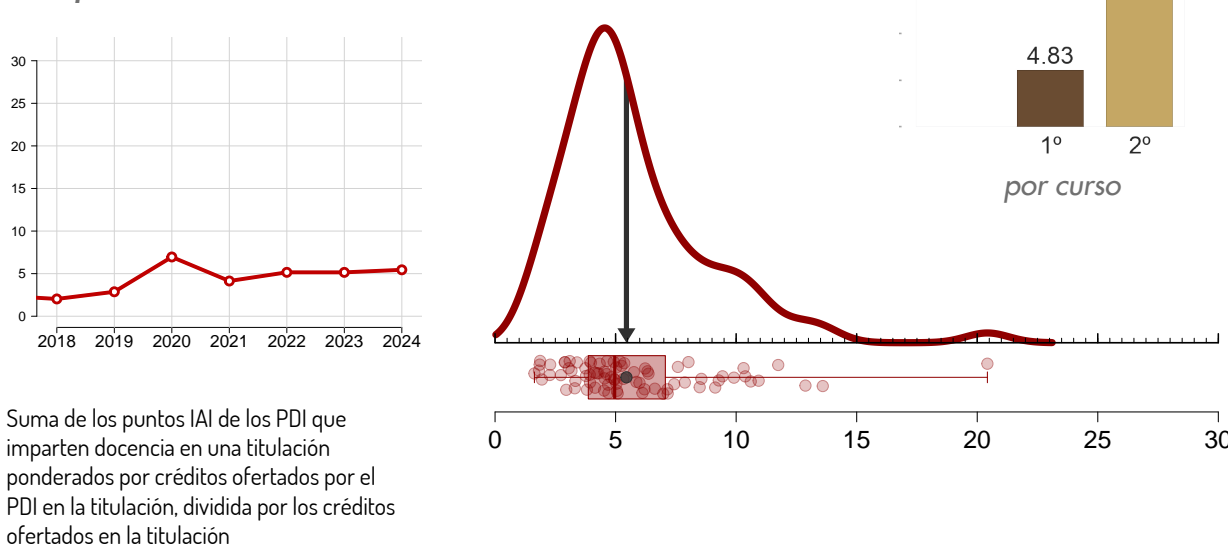 30
25
20
15
10
5
0
2018 2019 2020 2021 2022 2023 2024
Suma de los puntos IAI de los PDI que
imparten docencia en una titulación
ponderados por créditos ofertados por el
PDI en la titulación, dividida por los créditos
ofertados en la titulación
0 5 10 15 20 25 30
4.83
1º 2º
por curso